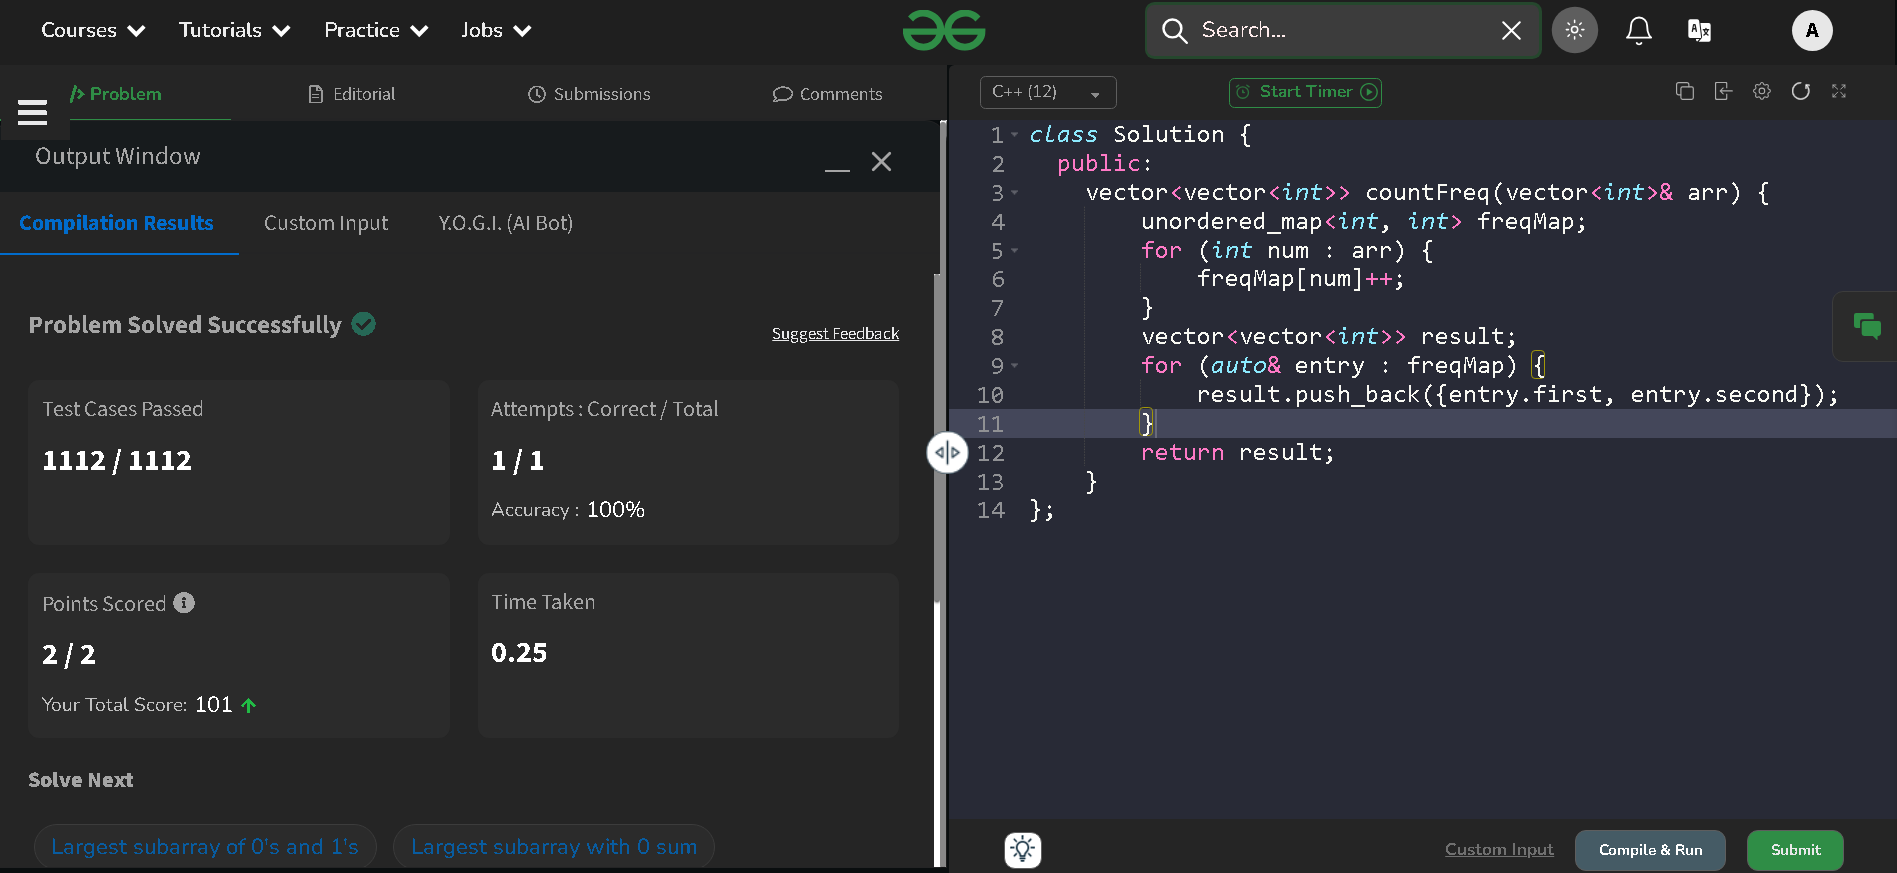 Courses Tutorials Practice Jobs Search... A
Problem Editorial Submissions Comments
Output Window
Compilation Results Custom Input Y.O.G.I. (AI Bot)
Problem Solved Successfully
Suggest Feedback
Test Cases Passed
1112 / 1112
Attempts : Correct / Total
1 / 1
Accuracy : 100%
Points Scored
2 / 2
Your Total Score: 101
Time Taken
0.25
Solve Next
Largest subarray of 0's and 1's Largest subarray with 0 sum
C++ (12) Start Timer
1 class Solution {
2 public:
3 vector<vector<int>> countFreq(vector<int>& arr) {
4 unordered_map<int, int> freqMap;
5 for (int num : arr) {
6 freqMap[num]++;
7 }
8 vector<vector<int>> result;
9 for (auto& entry : freqMap) {
10 result.push_back({entry.first, entry.second});
11 }
12 return result;
13 }
14 };
Custom Input Compile & Run Submit